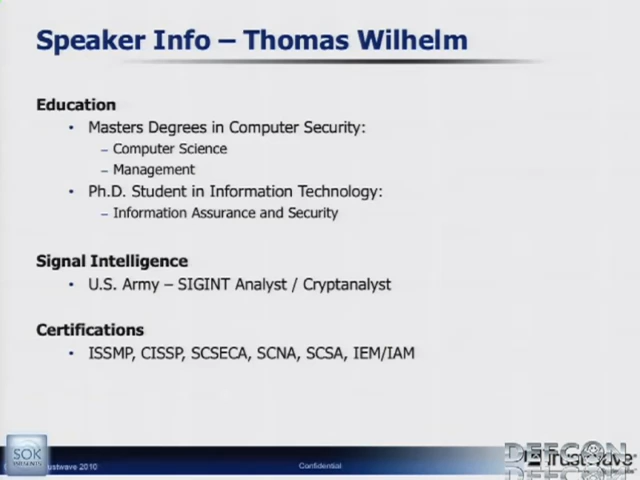 Speaker Info – Thomas Wilhelm
Education
• Masters Degrees in Computer Security:
– Computer Science
– Management
• Ph.D. Student in Information Technology:
– Information Assurance and Security
Signal Intelligence
• U.S. Army – SIGINT Analyst / Cryptanalyst
Certifications
• ISSMP, CISSP, SCSECA, SCNA, SCSA, IEM/IAM
SOK
Trustwave 2010
Confidential
DEFCON
Trustwave